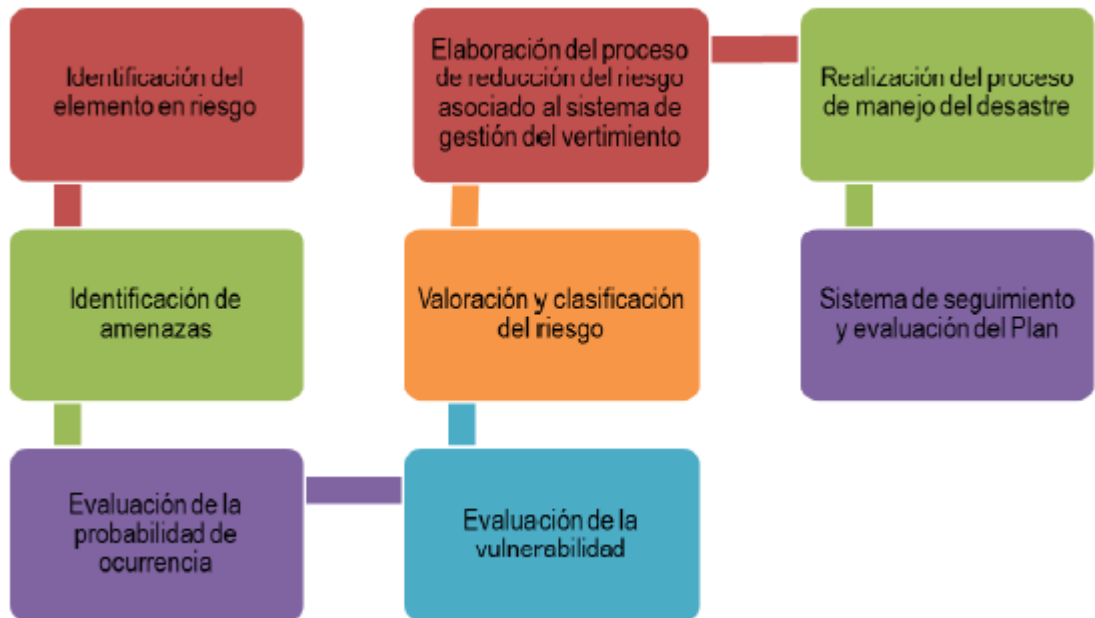 Identificación del
elemento en riesgo
Identificación de
amenazas
Evaluación de la
probabilidad de
ocurrencia
Evaluación de la
vulnerabilidad
Valoración y clasificación
del riesgo
Elaboración del proceso
de reducción del riesgo
asociado al sistema de
gestión del vertimiento
Realización del proceso
de manejo del desastre
Sistema de seguimiento
y evaluación del Plan